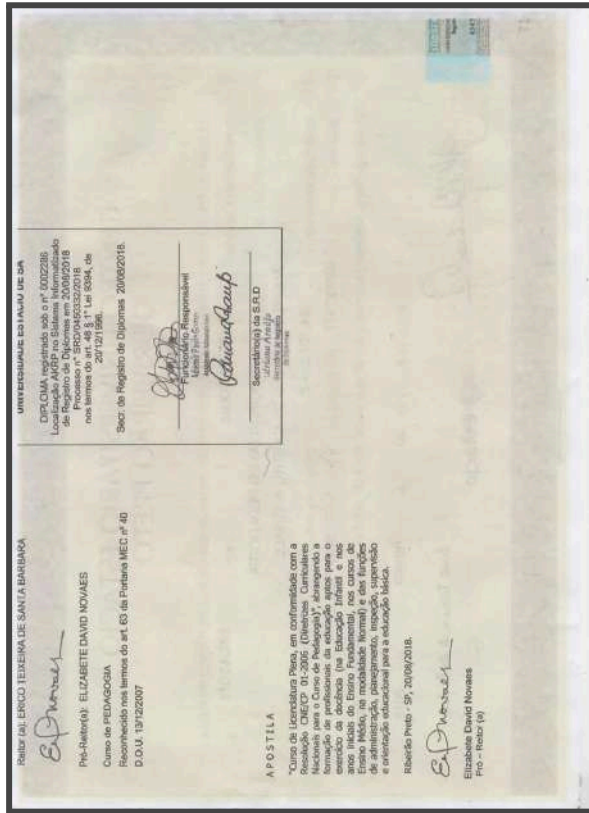 Reitor (a): ERICO TEIXEIRA DE SANTA BARBARA
Pró-Reitor(a): ELIZABETE DAVID NOVAES
Curso de PEDAGOGIA
Reconhecido nos termos do art. 63 da Portaria MEC nº 40
D.O.U. 13/12/2007
UNIVERSIDADE ESTÁCIO DE SÁ
DIPLOMA registrado sob o nº 0002286
Localização AKRP no Sistema Informatizado
de Registro de Diplomas em 20/08/2018
Processo nº SRD/0450332/2018
nos termos do art. 48 § 1º Lei 9394, de
20/12/1996.
Secr. de Registro de Diplomas 20/08/2018.
Funcionário Responsável
Secretário(a) da S.R.D
APOSTILA
"Curso de Licenciatura Plena, em conformidade com a
Resolução CNE/CP 01-2006 (Diretrizes Curriculares
Nacionais para o Curso de Pedagogia)", abrangendo a
formação de profissionais da educação aptos para o
exercício da docência (na Educação Infantil e nos
anos iniciais do Ensino Fundamental, nos cursos de
Ensino Médio, na modalidade Normal) e das funções
de administração, planejamento, inspeção, supervisão
e orientação educacional para a educação básica.
Ribeirão Preto - SP, 20/08/2018.
Elizabete David Novaes
Pró – Reitor (a)